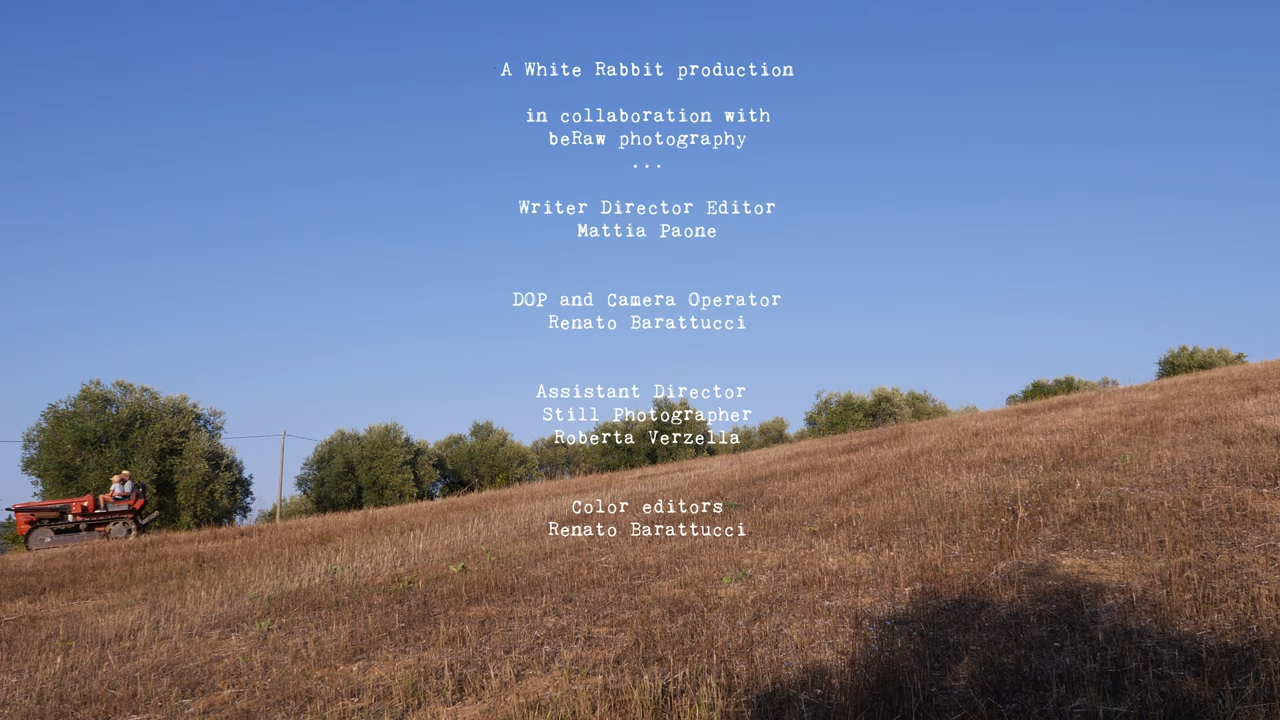 A White Rabbit production
in collaboration with
beRaw photography
...
Writer Director Editor
Mattia Paone
DOP and Camera Operator
Renato Barattucci
Assistant Director
Still Photographer
Roberta Verzella
Color editors
Renato Barattucci